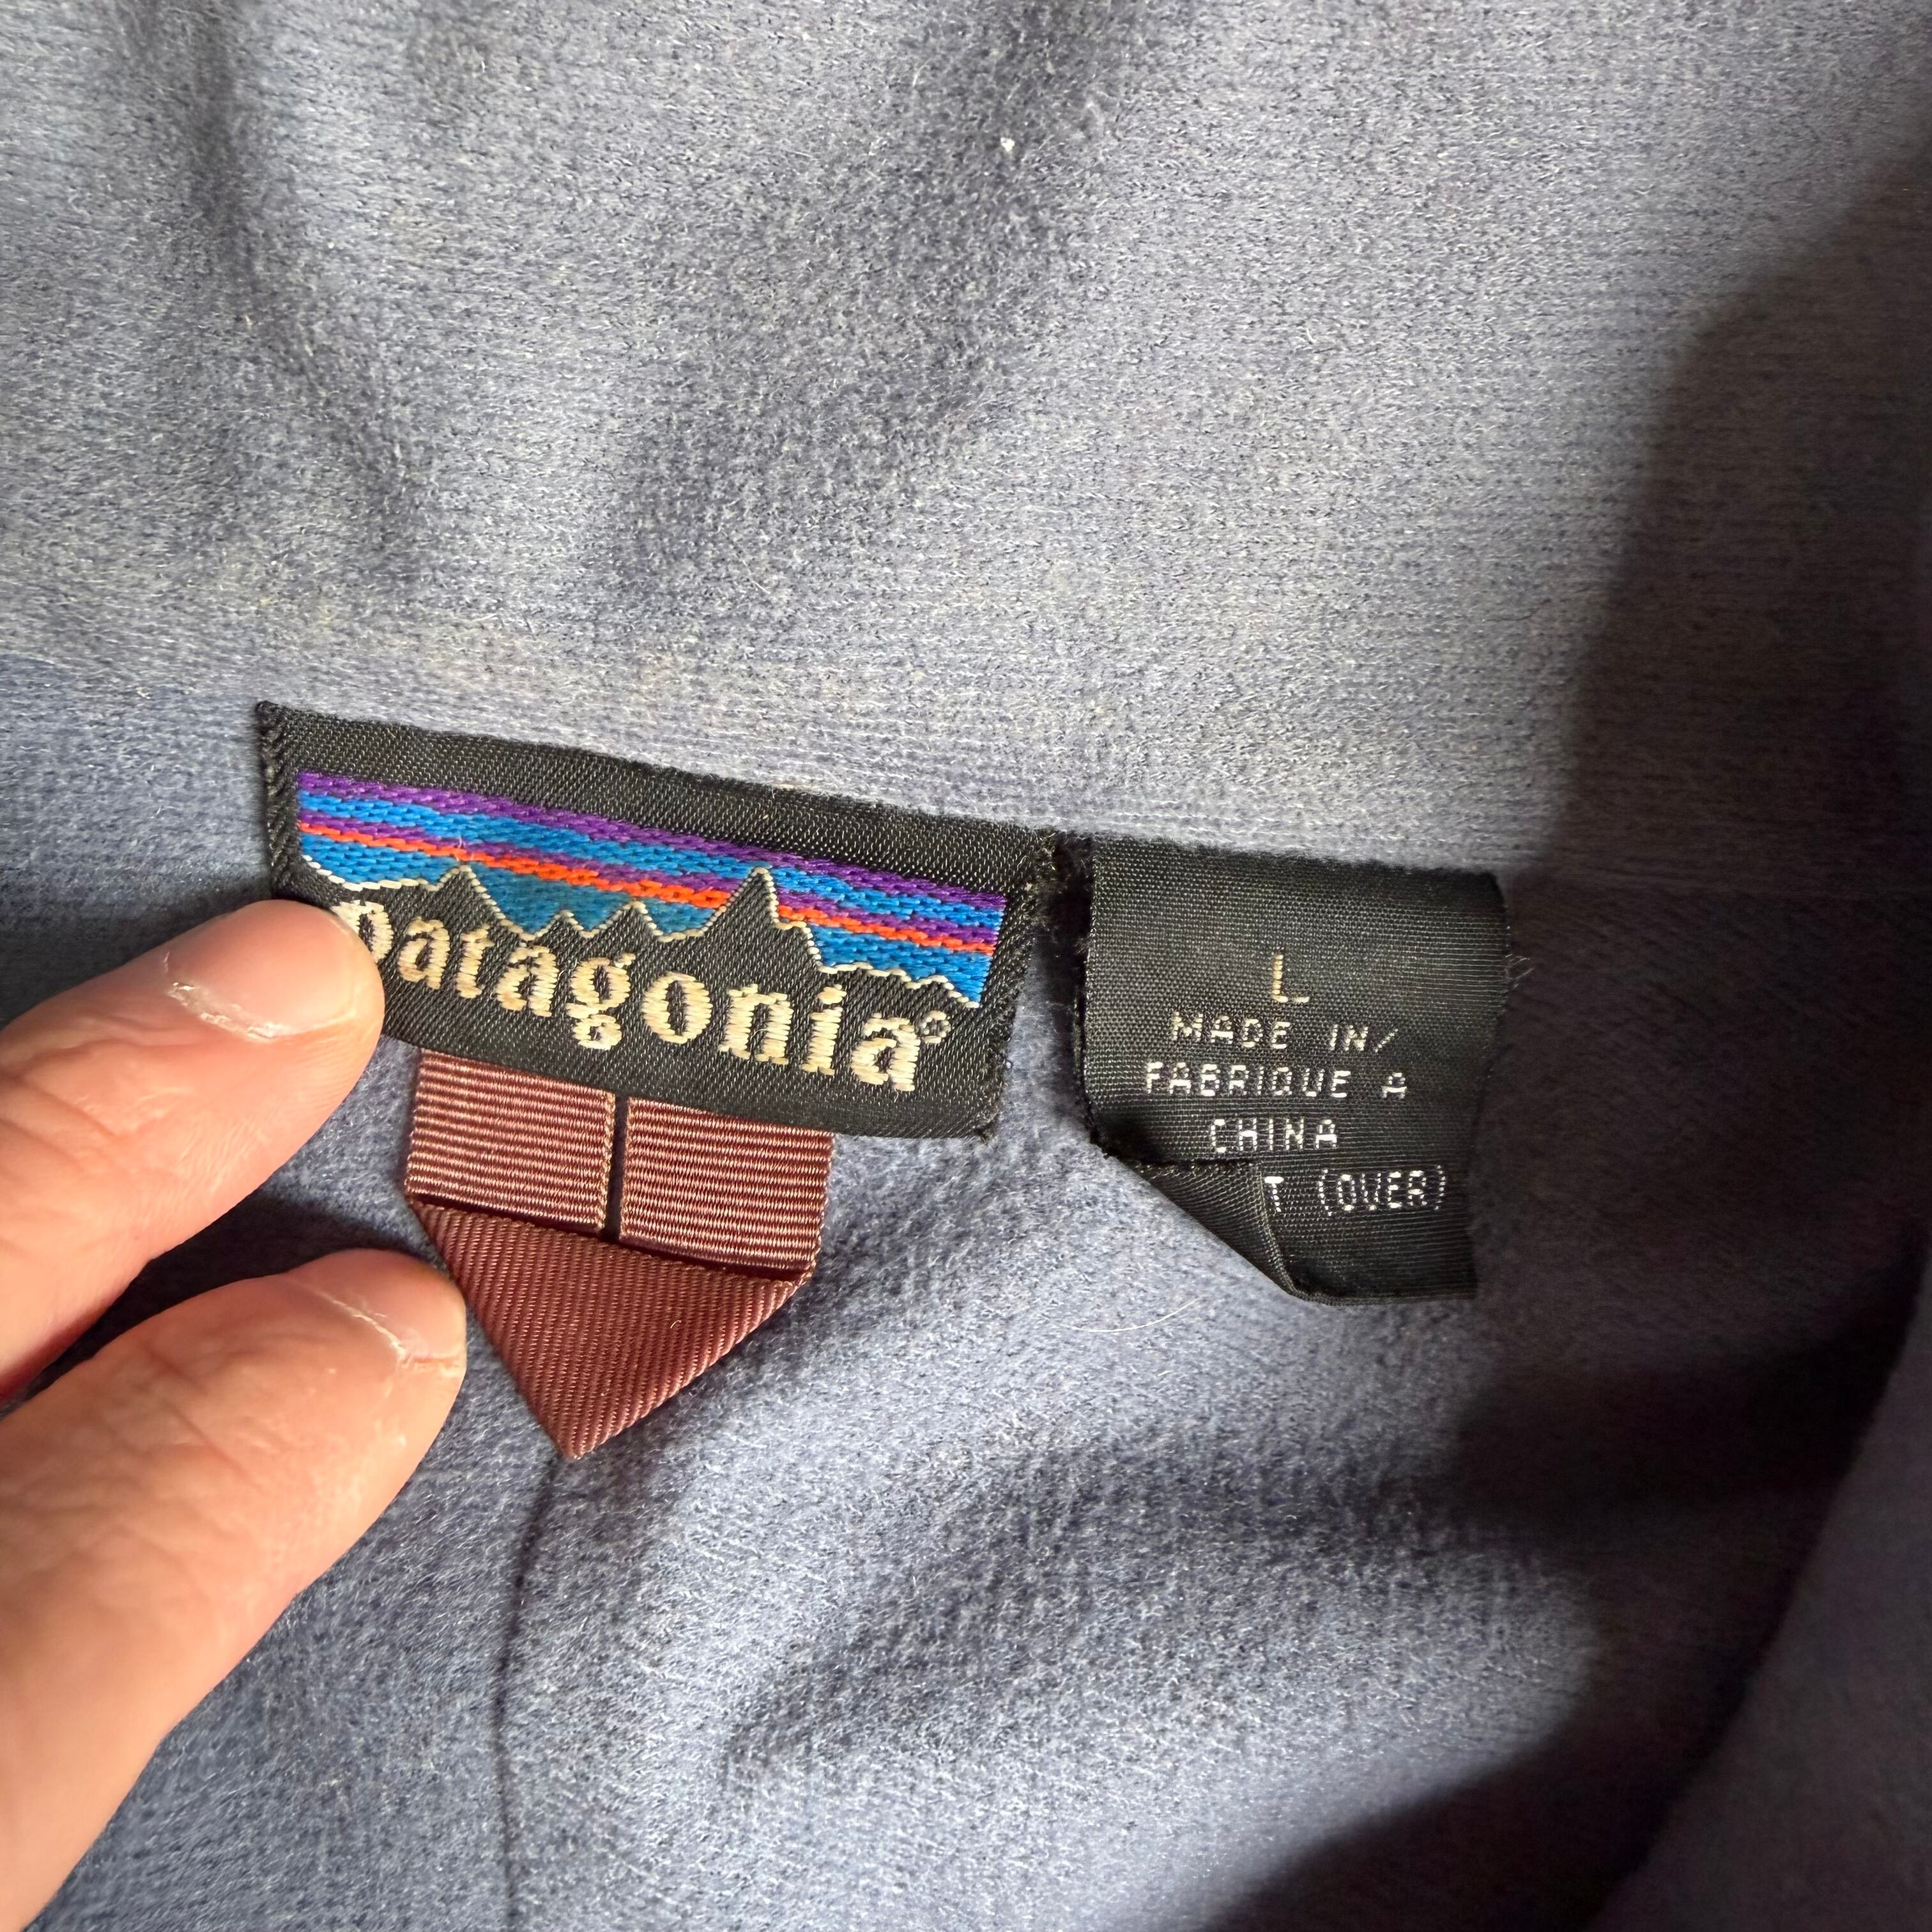 patagonia®
L
MADE IN/
FABRIQUE A
CHINA
T (OVER)